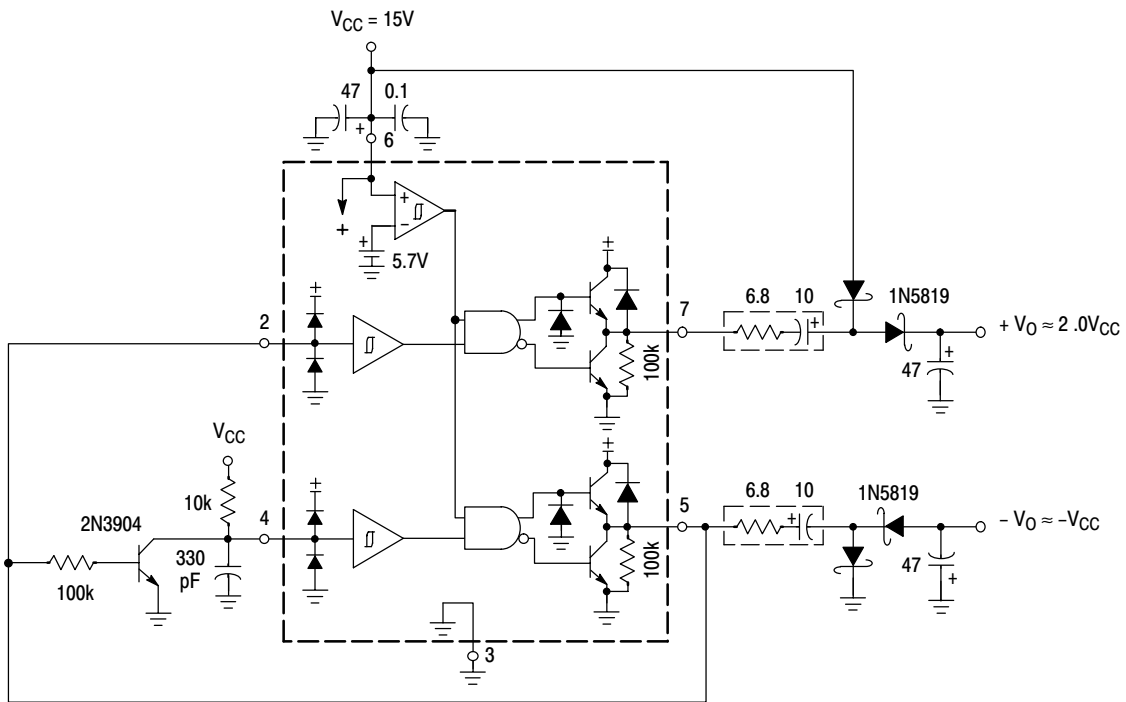 VCC = 15V
47
0.1
+
6
+
+
-
+
5.7V
+
+
2
7
6.8
10
+
1N5819
+ VO ≈ 2 .0VCC
100k
47
+
VCC
10k
2N3904
4
330
pF
100k
+
+
5
6.8
10
+
1N5819
- VO ≈ -VCC
100k
47
+
3